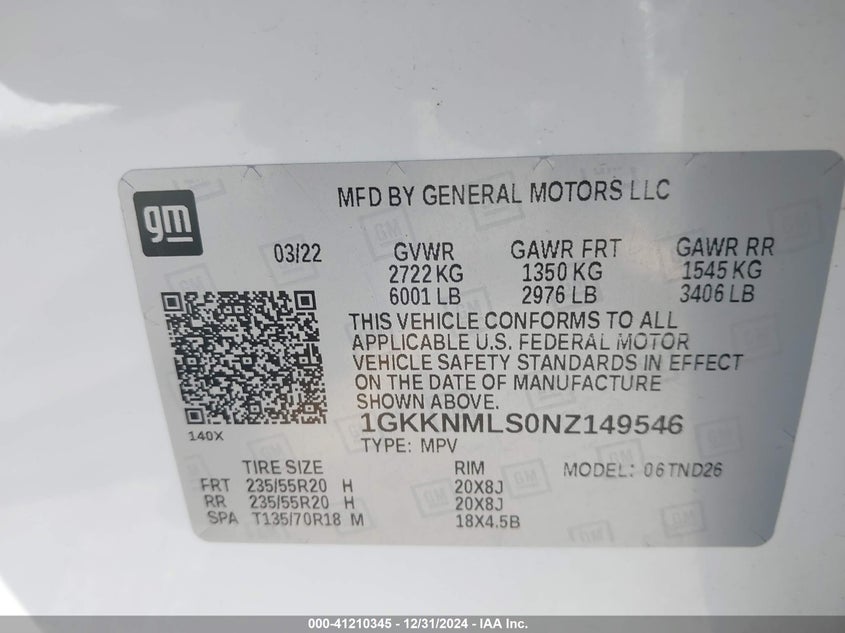 gm
MFD BY GENERAL MOTORS LLC
03/22 GVWR GAWR FRT GAWR RR
2722 KG 1350 KG 1545 KG
6001 LB 2976 LB 3406 LB
THIS VEHICLE CONFORMS TO ALL
APPLICABLE U.S. FEDERAL MOTOR
VEHICLE SAFETY STANDARDS IN EFFECT
ON THE DATE OF MANUFACTURE
SHOWN ABOVE.
1GKKNMLS0NZ149546
140X
TYPE: MPV
TIRE SIZE RIM MODEL: 06TND26
FRT 235/55R20 H 20X8J
RR 235/55R20 H 20X8J
SPA T135/70R18 M 18X4.5B
000-41210345 - 12/31/2024 - IAA Inc.